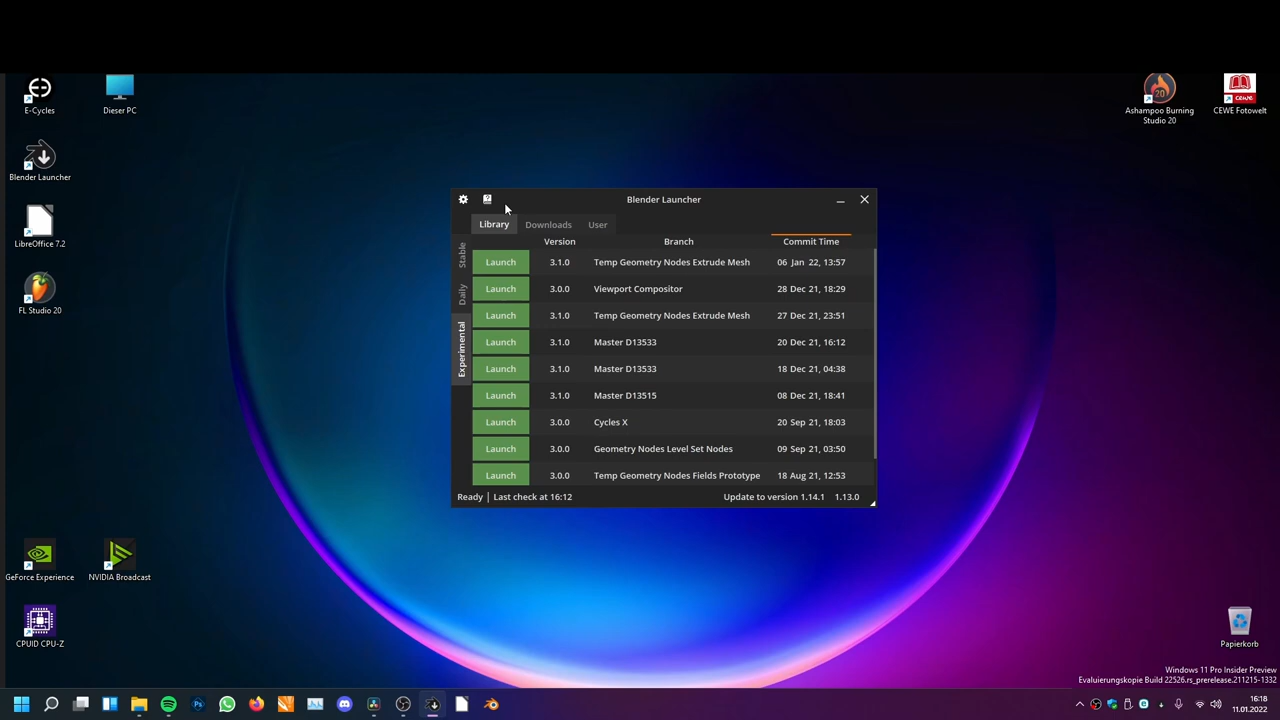 E-Cycles
Dieser PC
20
Ashampoo Burning
Studio 20
cewe
CEWE Fotowelt
Blender Launcher
LibreOffice 7.2
FL Studio 20
Blender Launcher
Library
Downloads
User
Version
Branch
Commit Time
Stable
Daily
Experimental
Launch 3.1.0 Temp Geometry Nodes Extrude Mesh 06 Jan 22, 13:57
Launch 3.0.0 Viewport Compositor 28 Dec 21, 18:29
Launch 3.1.0 Temp Geometry Nodes Extrude Mesh 27 Dec 21, 23:51
Launch 3.1.0 Master D13533 20 Dec 21, 16:12
Launch 3.1.0 Master D13533 18 Dec 21, 04:38
Launch 3.1.0 Master D13515 08 Dec 21, 18:41
Launch 3.0.0 Cycles X 20 Sep 21, 18:03
Launch 3.0.0 Geometry Nodes Level Set Nodes 09 Sep 21, 03:50
Launch 3.0.0 Temp Geometry Nodes Fields Prototype 18 Aug 21, 12:53
Ready | Last check at 16:12
Update to version 1.14.1
1.13.0
GeForce Experience
NVIDIA Broadcast
CPUID CPU-Z
Papierkorb
Windows 11 Pro Insider Preview
Evaluierungskopie Build 22526.rs_prerelease.211215-1332
Ps
16:18
11.01.2022